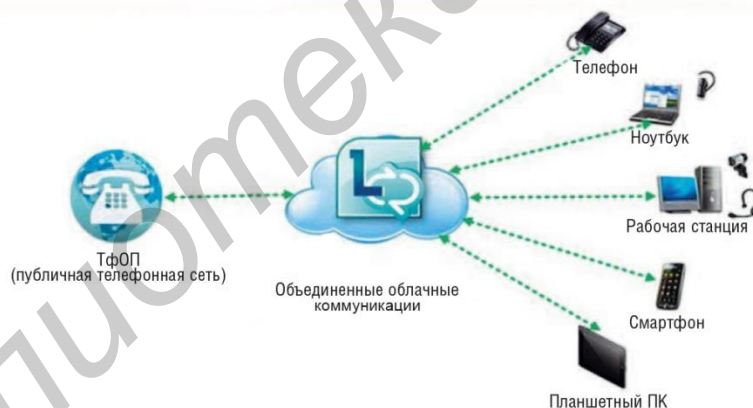 Телефон
Ноутбук
Рабочая станция
ТфОП
(публичная телефонная сеть)
Объединенные облачные
коммуникации
Смартфон
Планшетный ПК
L